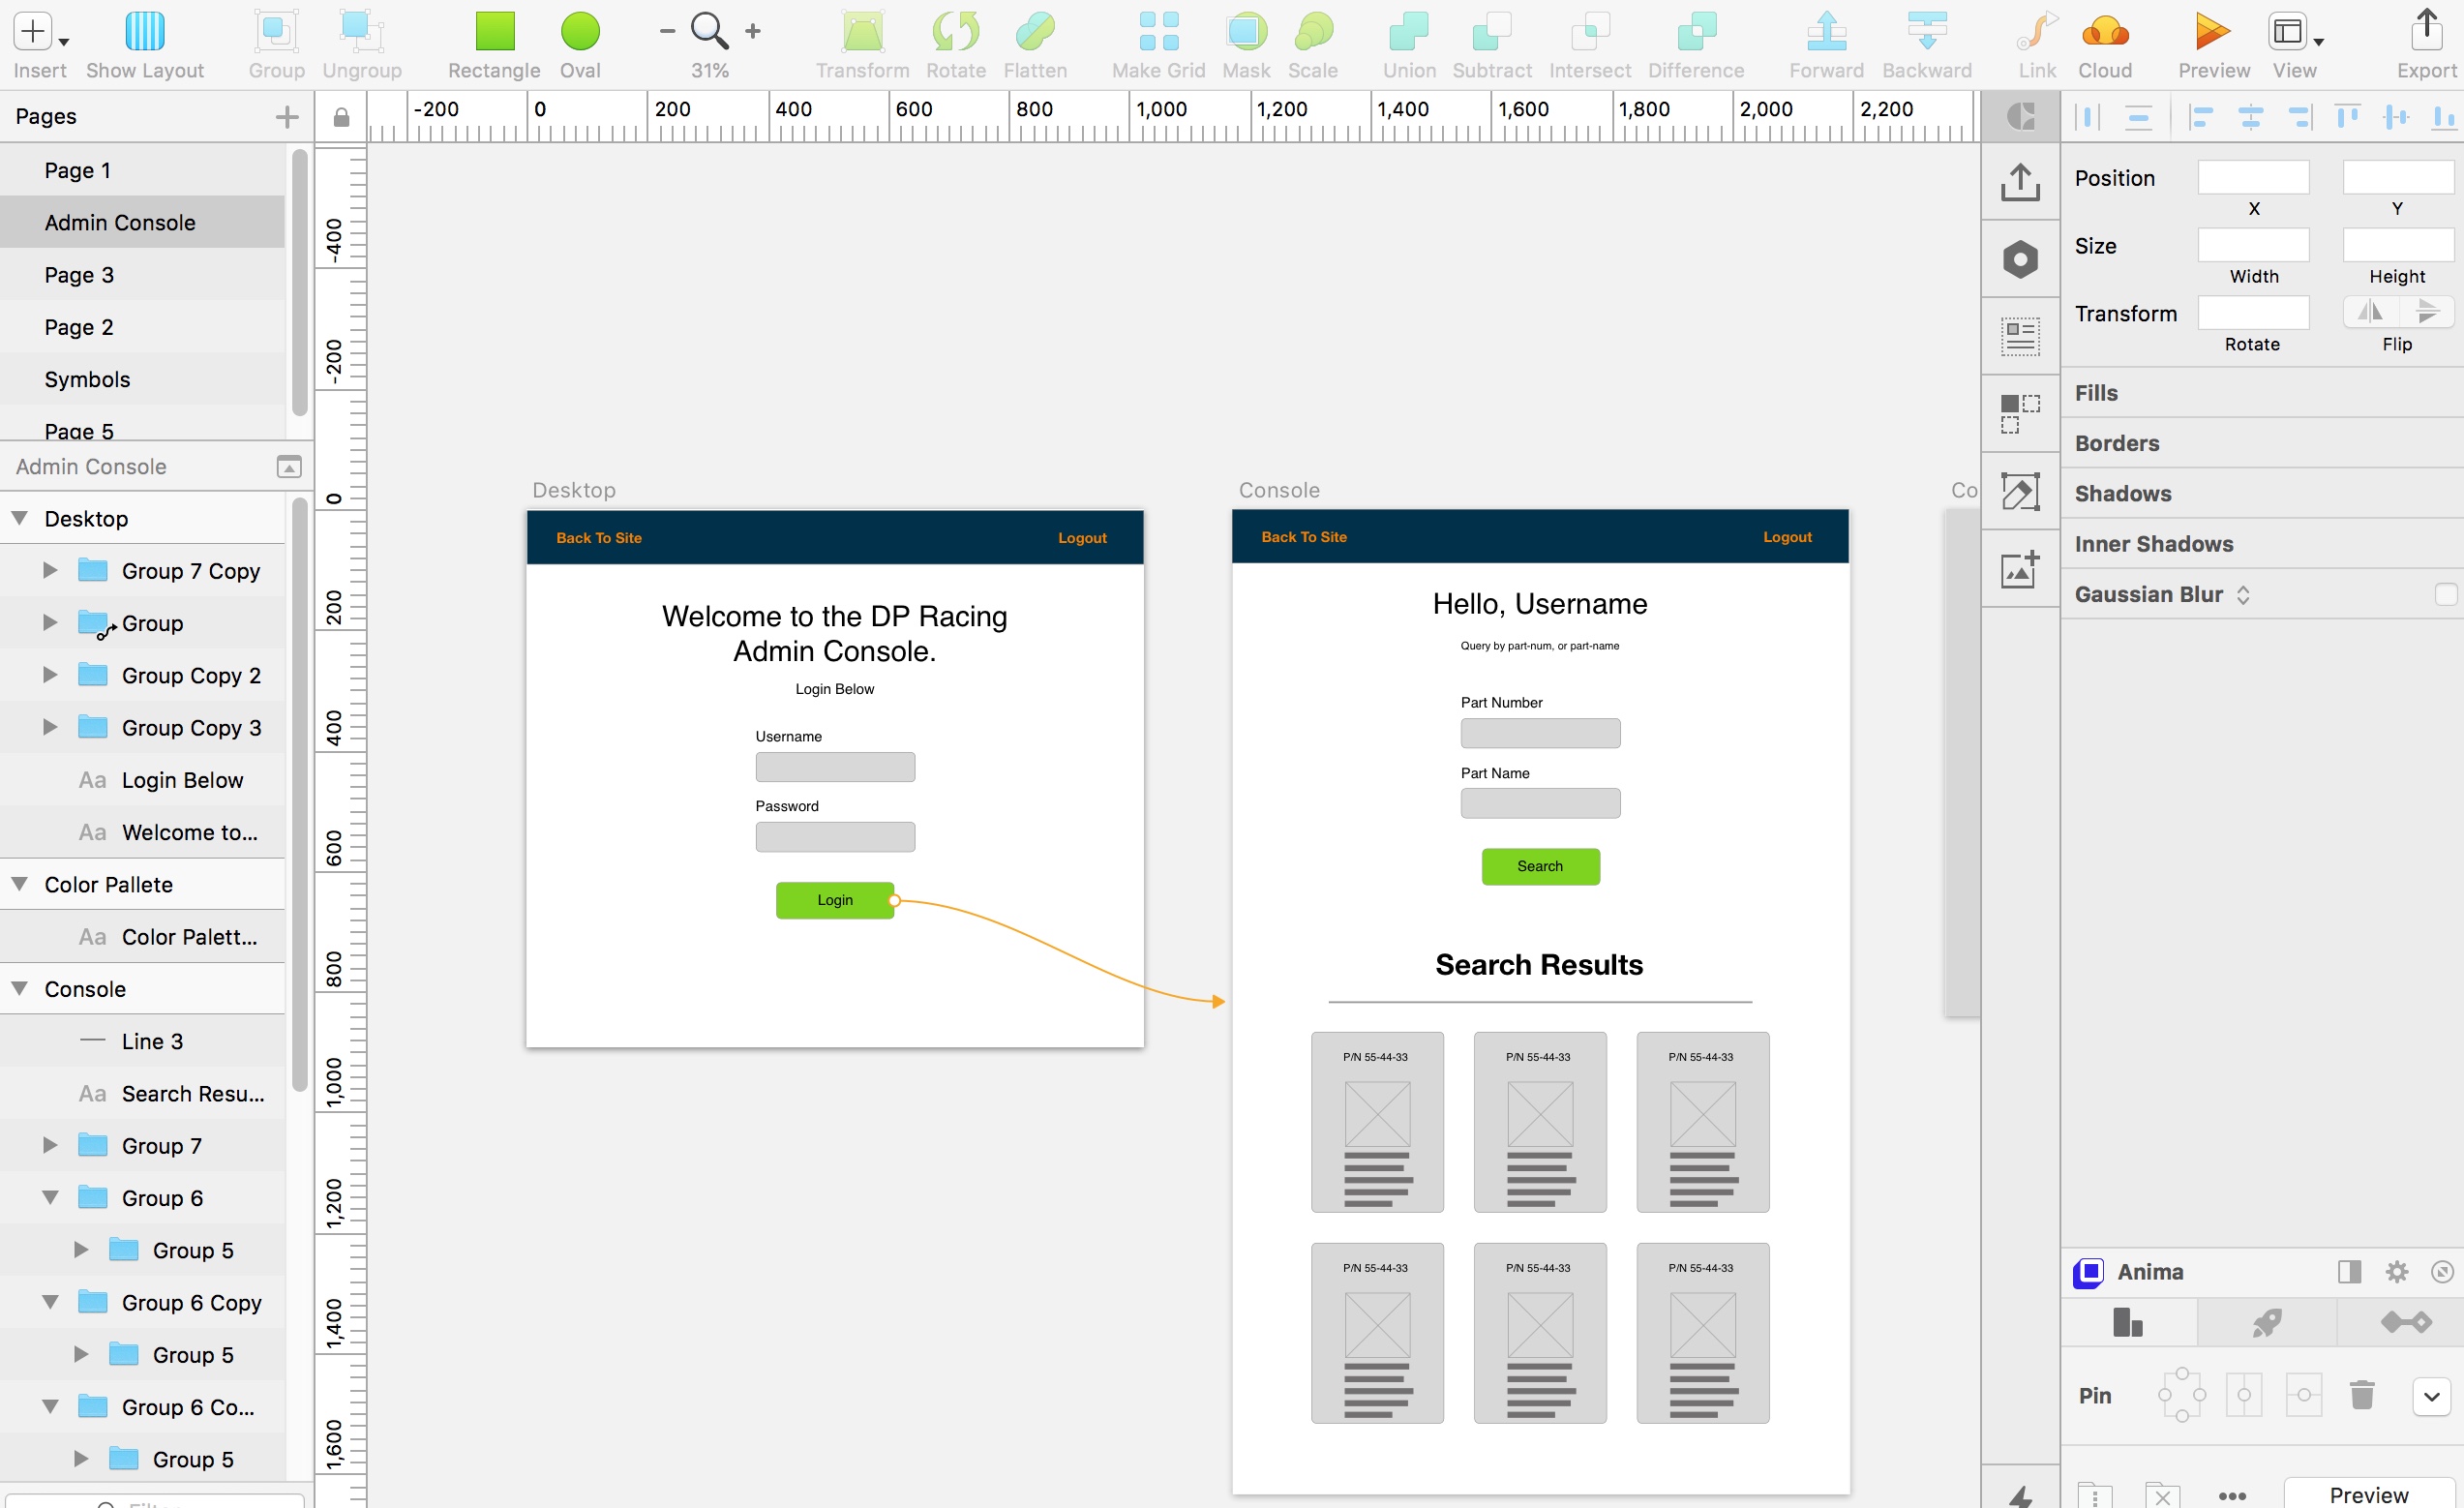 Insert
Show Layout
Group
Ungroup
Rectangle
Oval
31%
Transform
Rotate
Flatten
Make Grid
Mask
Scale
Union
Subtract
Intersect
Difference
Forward
Backward
Link
Cloud
Preview
View
Export
Pages
Page 1
Admin Console
Page 3
Page 2
Symbols
Page 5
Admin Console
Desktop
Group 7 Copy
Group
Group Copy 2
Group Copy 3
Aa Login Below
Aa Welcome to...
Color Pallete
Aa Color Palett...
Console
Line 3
Aa Search Resu...
Group 7
Group 6
Group 5
Group 6 Copy
Group 5
Group 6 Co...
Group 5
-200 0 200 400 600 800 1,000 1,200 1,400 1,600 1,800 2,000 2,200
-400
-200
0
200
400
600
800
1,000
1,200
1,400
1,600
Desktop
Back To Site
Logout
Welcome to the DP Racing
Admin Console.
Login Below
Username
Password
Login
Console
Back To Site
Logout
Hello, Username
Query by part-num, or part-name
Part Number
Part Name
Search
Search Results
P/N 55-44-33
P/N 55-44-33
P/N 55-44-33
P/N 55-44-33
P/N 55-44-33
P/N 55-44-33
Co
Position
X
Y
Size
Width
Height
Transform
Rotate
Flip
Fills
Borders
Shadows
Inner Shadows
Gaussian Blur
Anima
Pin
Preview